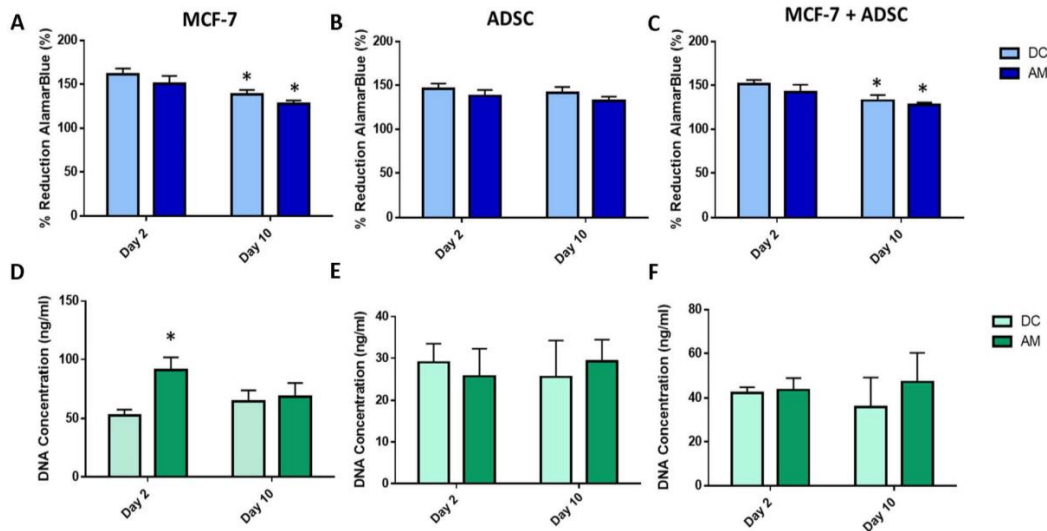 MCF-7
ADSC
MCF-7 + ADSC
A
% Reduction AlamarBlue (%)
200
150
100
50
0
*
*
Day 2
Day 10
B
% Reduction AlamarBlue (%)
200
150
100
50
0
Day 2
Day 10
C
% Reduction AlamarBlue (%)
200
150
100
50
0
*
*
Day 2
Day 10
DC
AM
D
DNA Concentration (ng/ml)
150
100
50
0
*
Day 2
Day 10
E
DNA Concentration (ng/ml)
40
30
20
10
0
Day 2
Day 10
F
DNA Concentration (ng/ml)
80
60
40
20
0
Day 2
Day 10
DC
AM